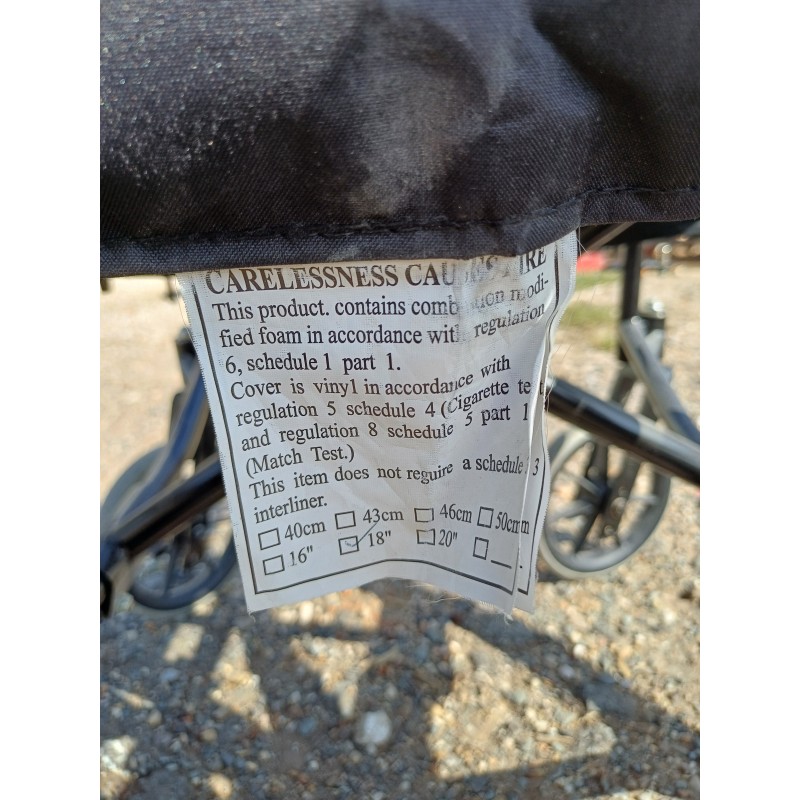 CARELESSNESS CAUSES FIRE
This product. contains combustion modi-
fied foam in accordance with regulation
6, schedule 1 part 1.
Cover is vinyl in accordance with
regulation 5 schedule 4 (Cigarette test
and regulation 8 schedule 5 part 1
(Match Test.)
This item does not reguire a schedule 3
interliner.
40cm 43cm 46cm 50cm
16" 18" 20"